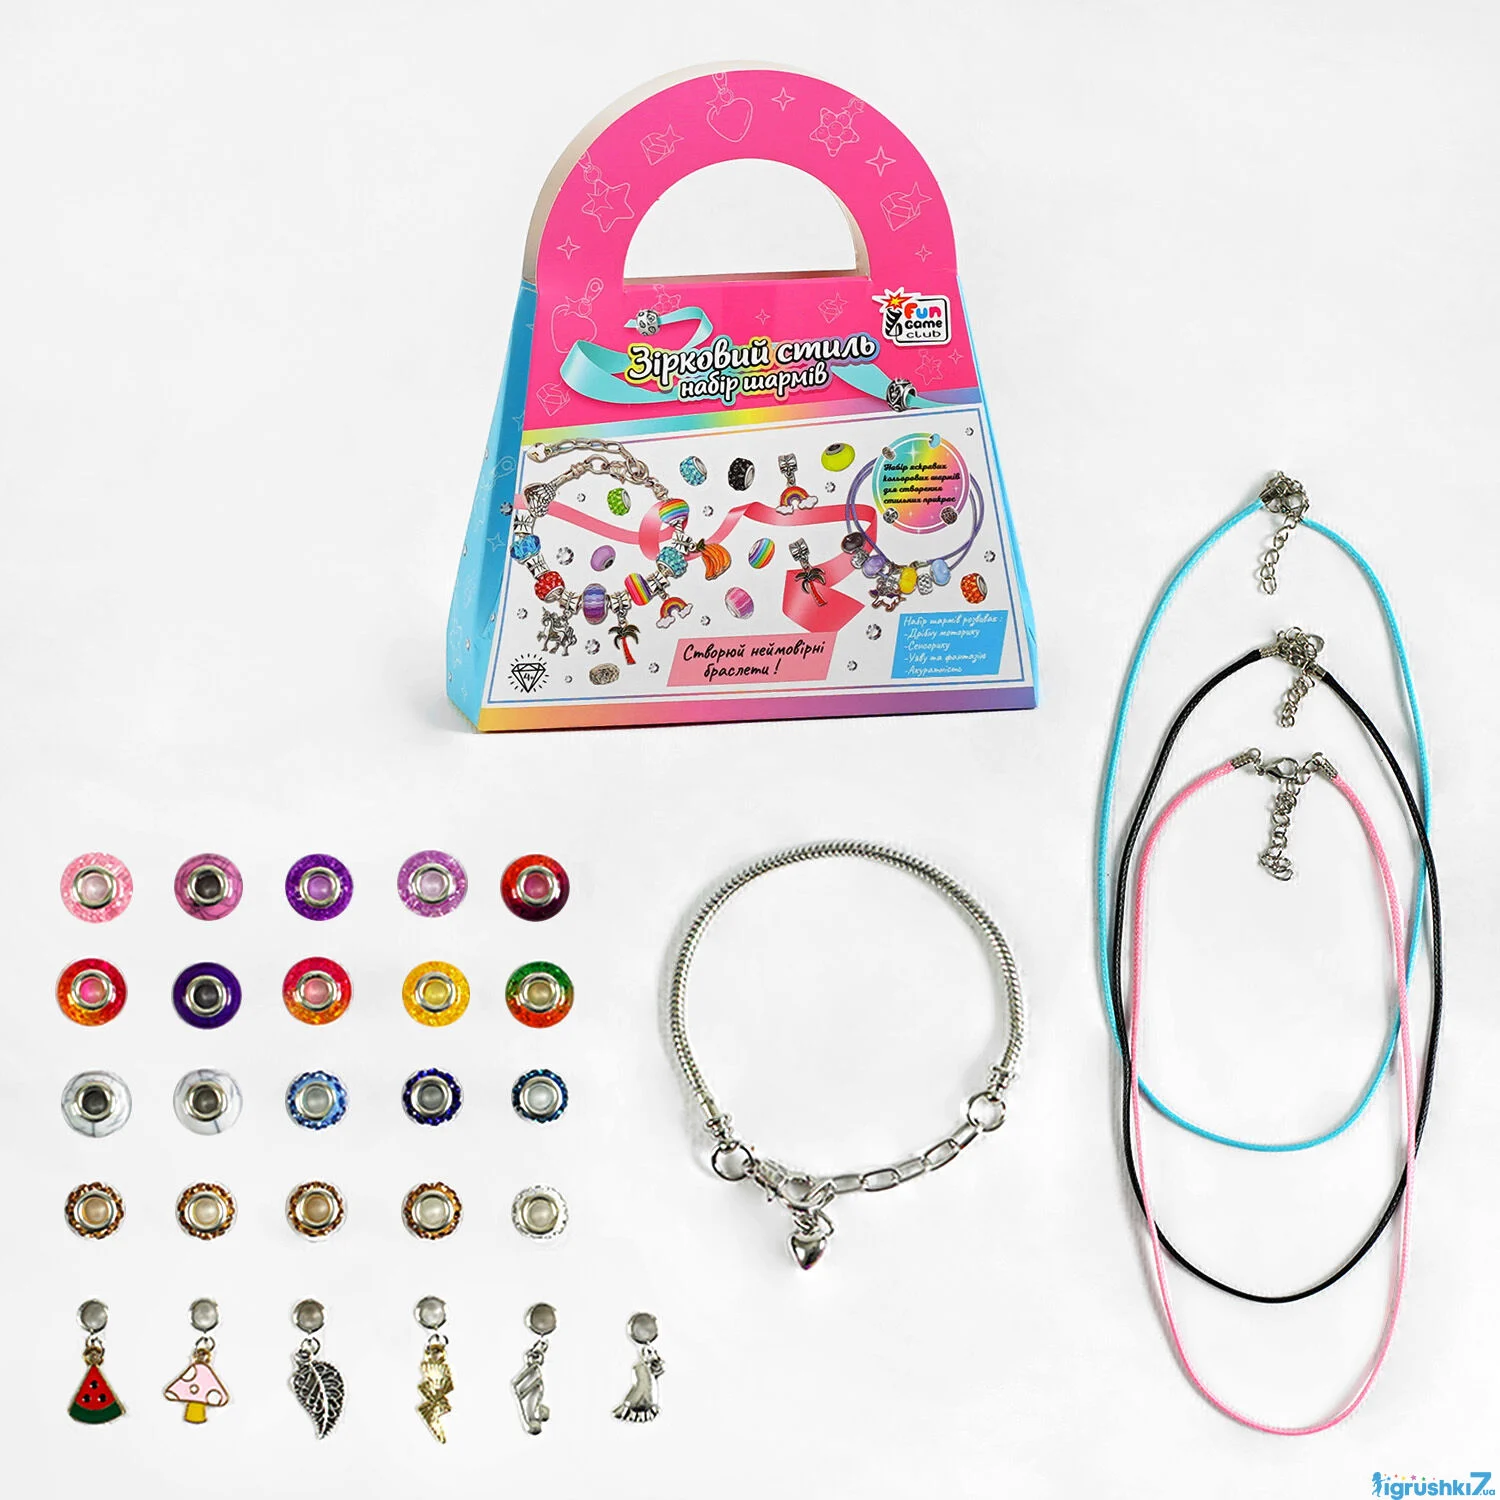 Fun
Game
Club
Зірковий стиль
набір шармів
Набір яскравих
кольорових шармів
для створення
стильних прикрас
Створюй неймовірні
браслети !
Набір шармів розвиває :
-Дрібну моторику
-Сенсорику
-Уяву та фантазію
-Акуратність
4+
igrushki7.ua